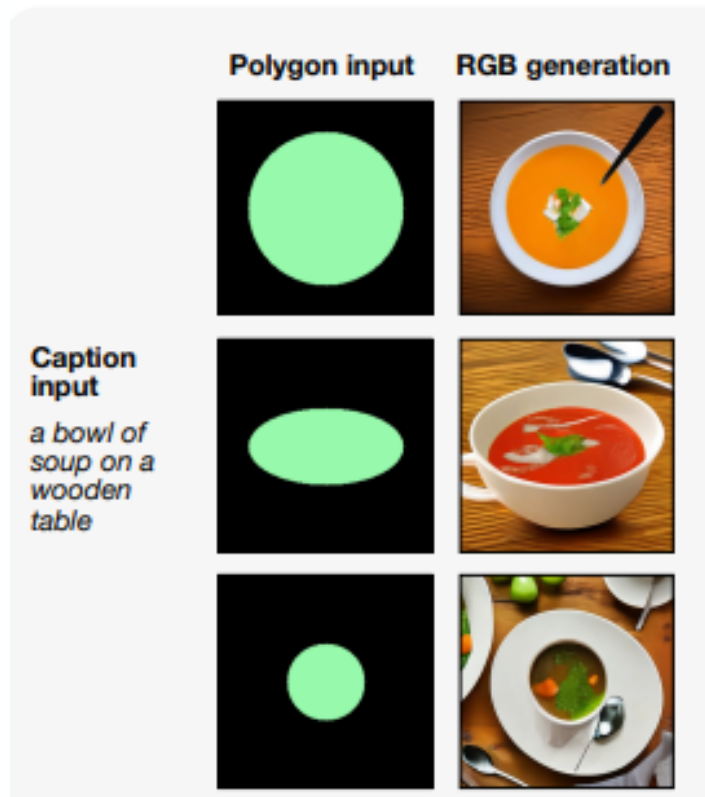 Polygon input
RGB generation
Caption
input
a bowl of
soup on a
wooden
table